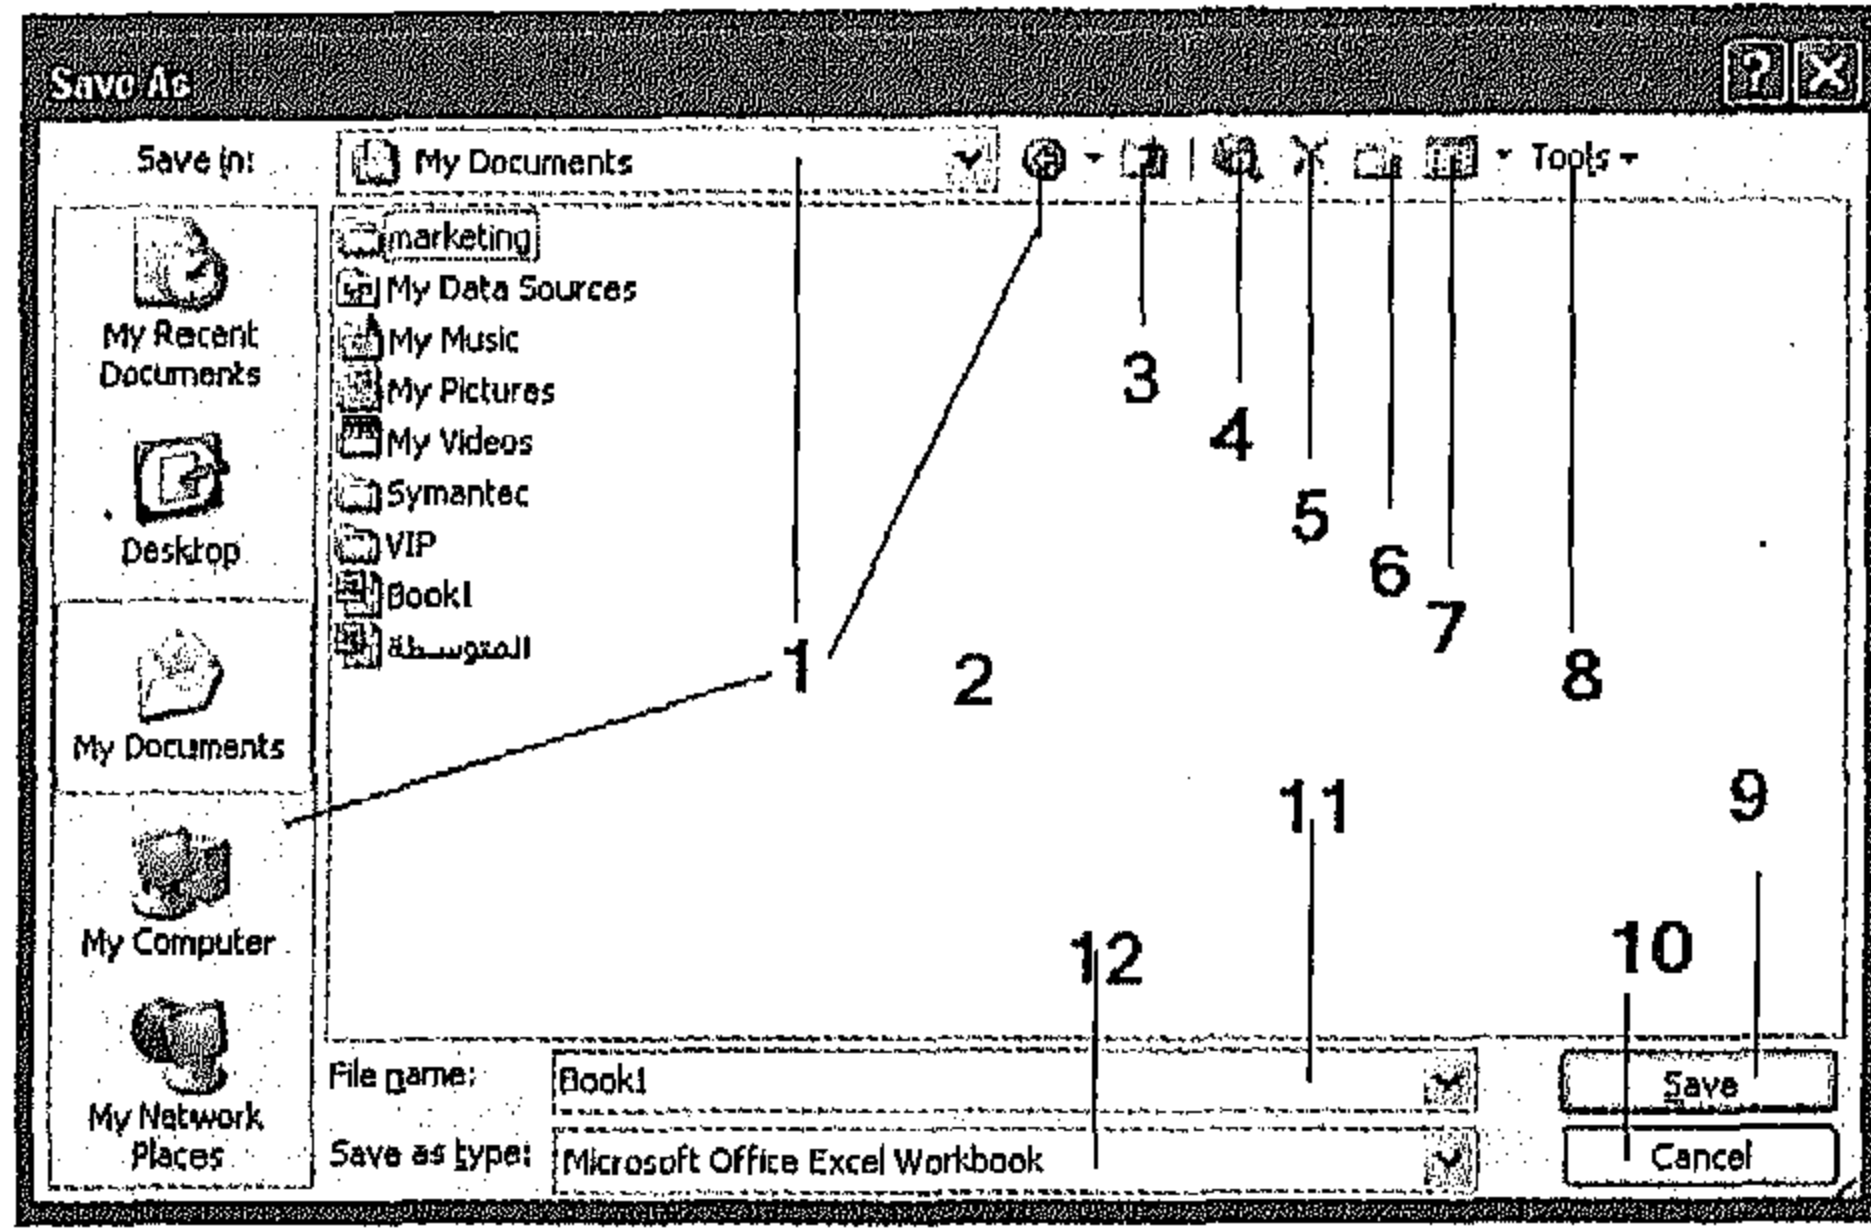 Save As
Save in:
My Documents
Tools
marketing
My Data Sources
My Music
My Pictures
My Videos
Symantec
VIP
Book1
المتوسطة
My Recent
Documents
Desktop
My Documents
My Computer
My Network
Places
1
2
3
4
5
6
7
8
9
10
11
12
File name:
Book1
Save
Save as type:
Microsoft Office Excel Workbook
Cancel